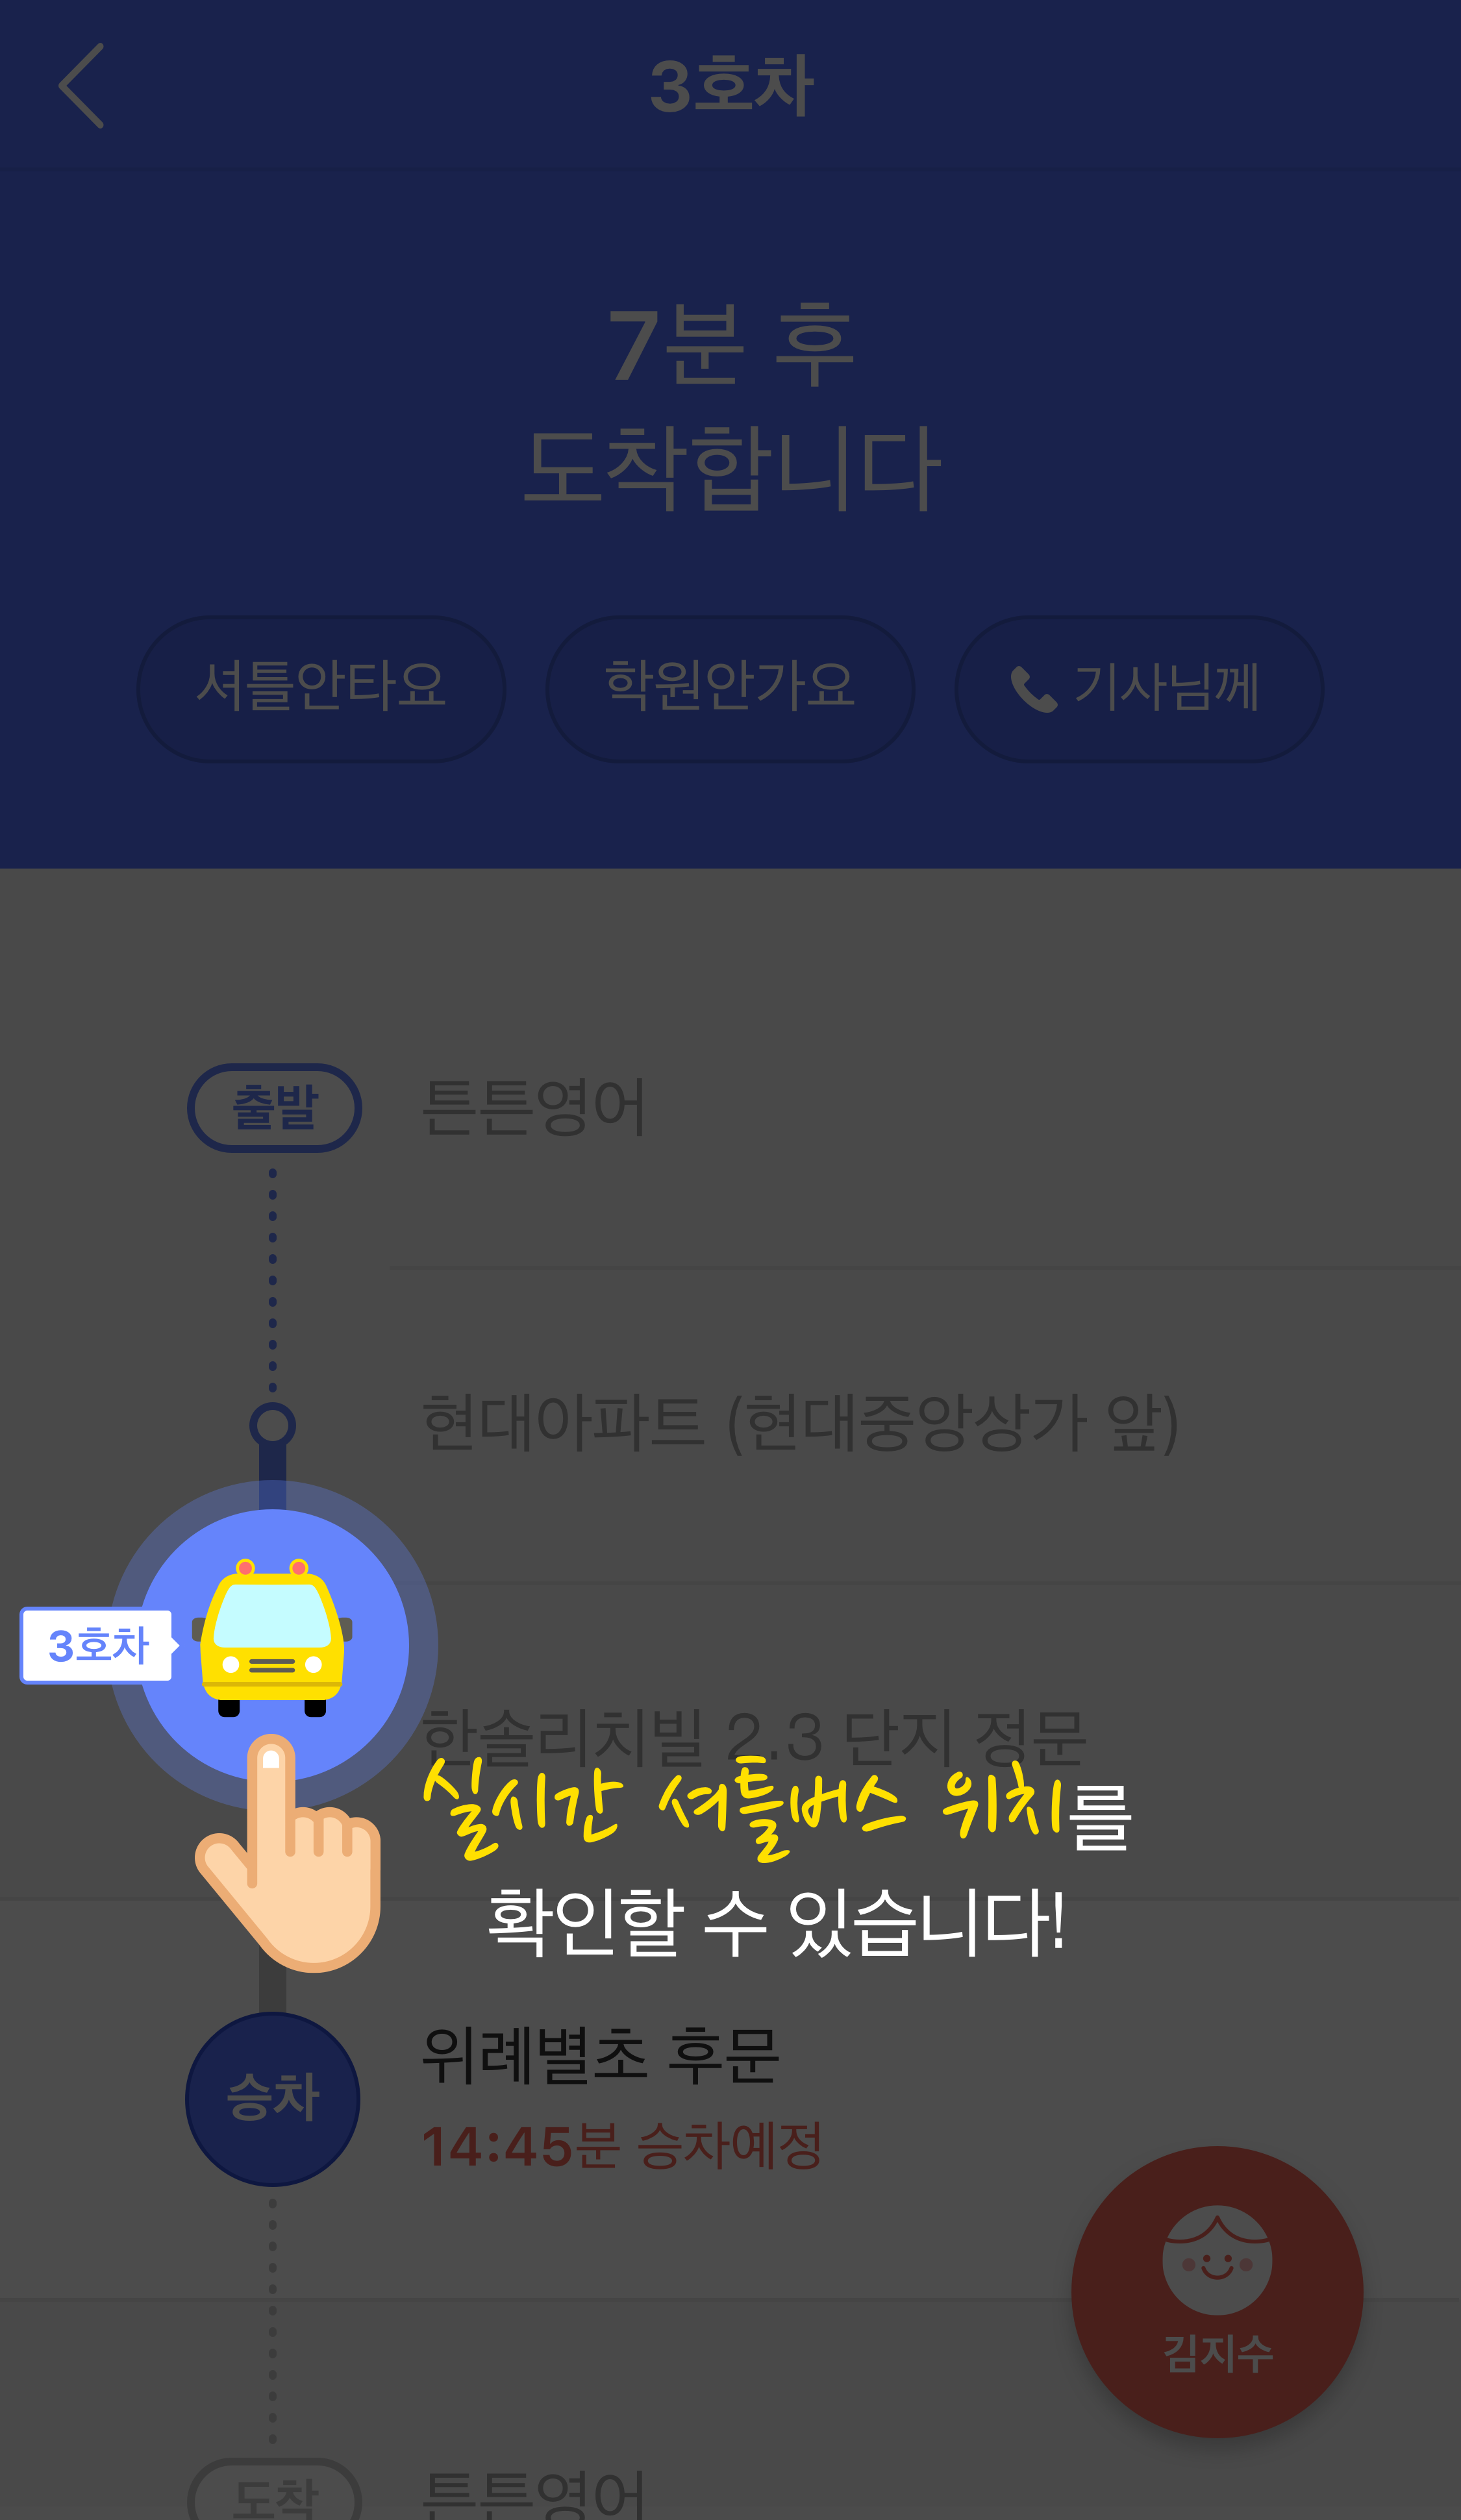 3호차
7분 후
도착합니다
셔틀안타요
학원안가요
기사님께
출발
튼튼영어
현대아파트 (현대중앙상가 앞)
3호차
한솔리치빌 2,3 단지 정문
실시간 셔틀버스 위치를
확인할 수 있습니다!
위례별초 후문
승차
14:45분 승차예정
김지수
도착
튼튼영어